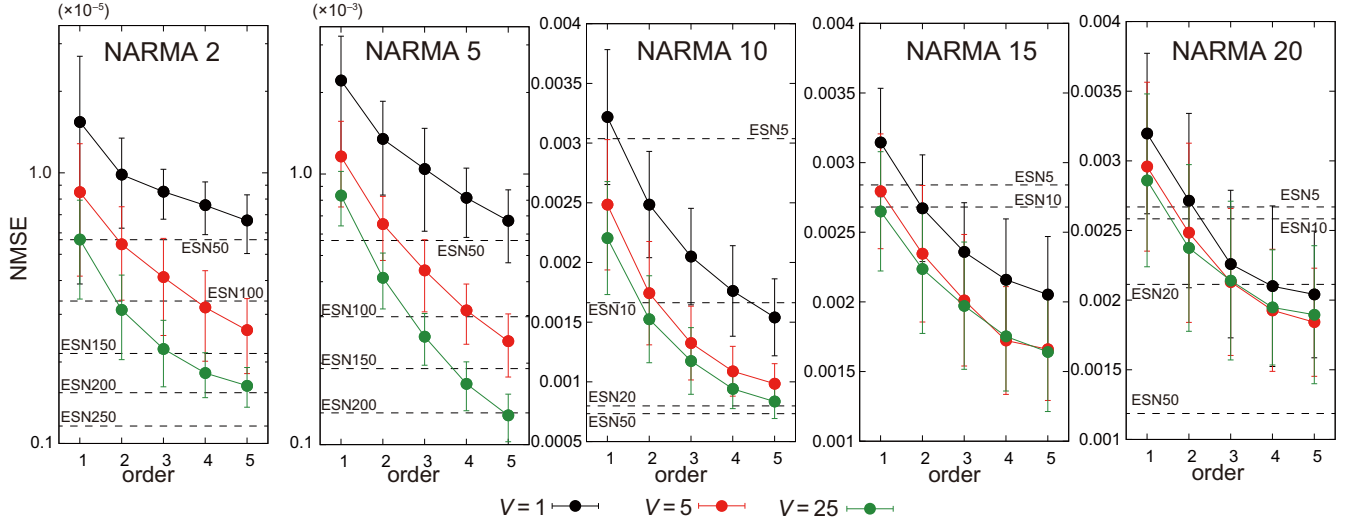 (×10⁻⁵)
NARMA 2
1.0
0.1
NMSE
ESN50
ESN100
ESN150
ESN200
ESN250
1 2 3 4 5
order
(×10⁻³)
NARMA 5
1.0
0.1
ESN50
ESN100
ESN150
ESN200
1 2 3 4 5
order
NARMA 10
0.004
0.0035
0.003
0.0025
0.002
0.0015
0.001
0.0005
ESN5
ESN10
ESN20
ESN50
1 2 3 4 5
order
NARMA 15
0.004
0.0035
0.003
0.0025
0.002
0.0015
0.001
ESN5
ESN10
1 2 3 4 5
order
NARMA 20
0.004
0.0035
0.003
0.0025
0.002
0.0015
0.001
ESN5
ESN10
ESN20
ESN50
1 2 3 4 5
order
V = 1
V = 5
V = 25